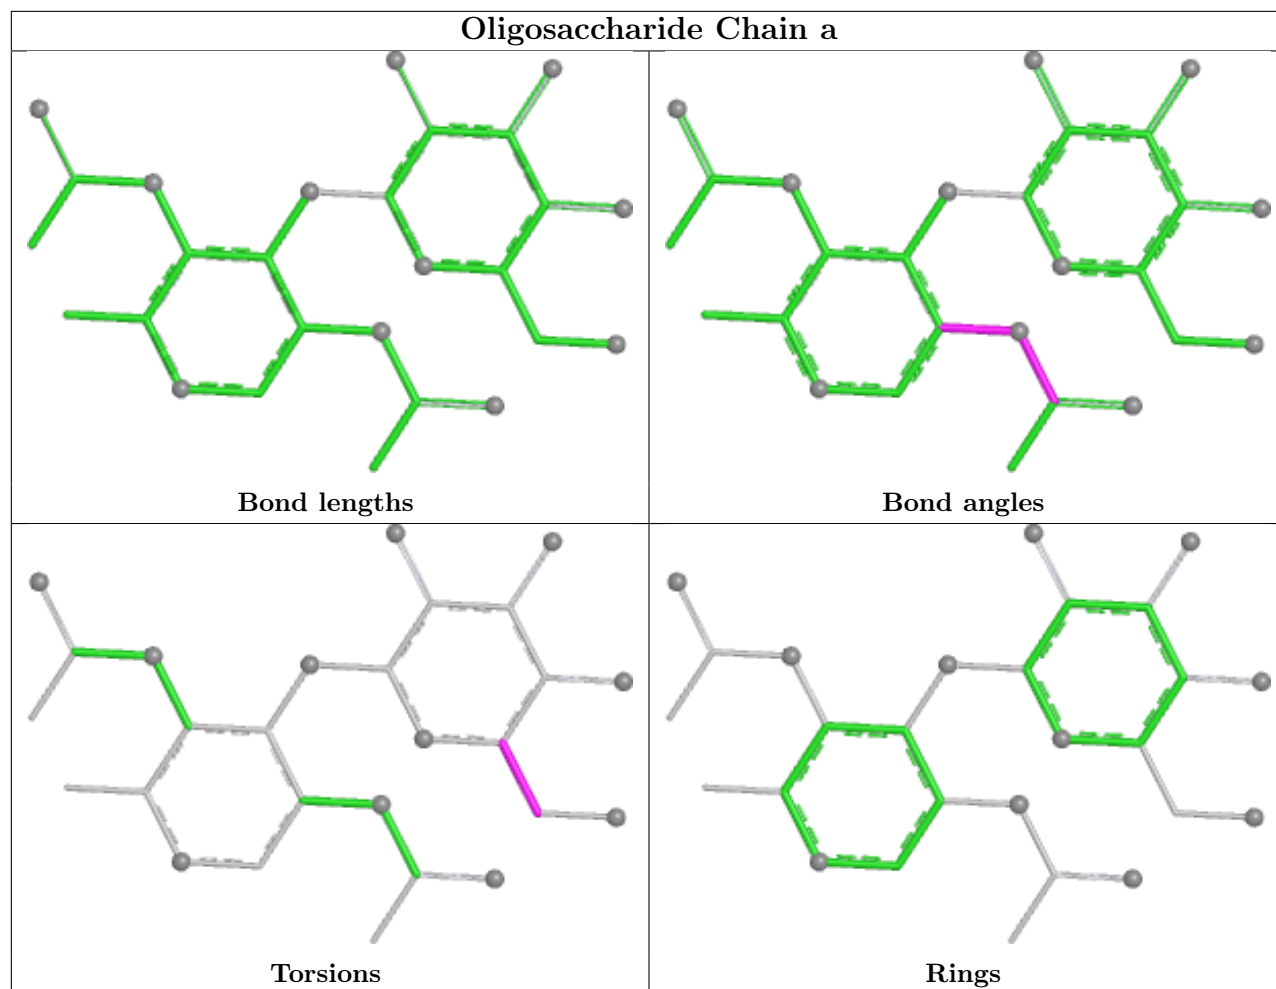 Oligosaccharide Chain a
Bond lengths
Bond angles
Torsions
Rings